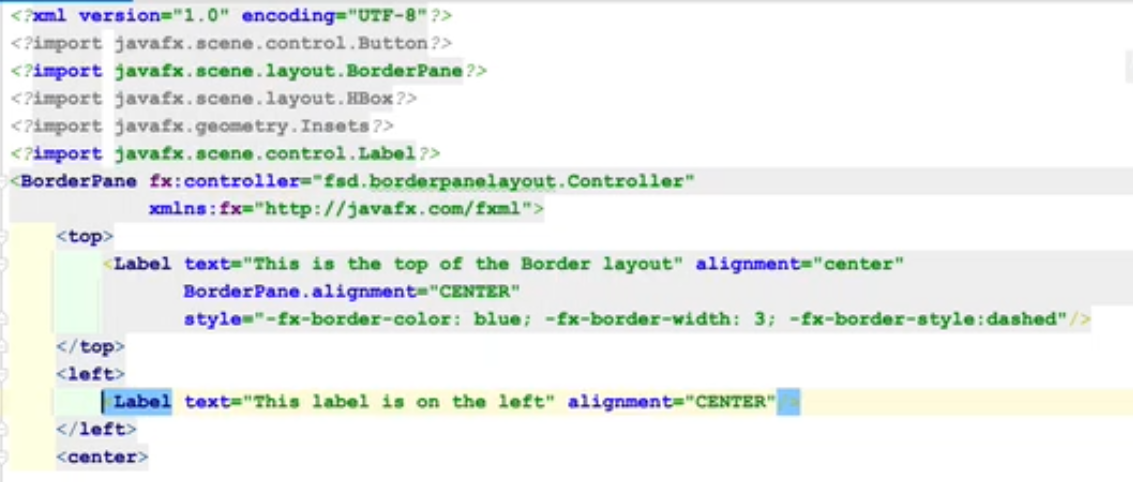 <?xml version="1.0" encoding="UTF-8"?>
<?import javafx.scene.control.Button?>
<?import javafx.scene.layout.BorderPane?>
<?import javafx.scene.layout.HBox?>
<?import javafx.geometry.Insets?>
<?import javafx.scene.control.Label?>
<BorderPane fx:controller="fsd.borderpanelayout.Controller"
xmlns:fx="http://javafx.com/fxml">
<top>
<Label text="This is the top of the Border layout" alignment="center"
BorderPane.alignment="CENTER"
style="-fx-border-color: blue; -fx-border-width: 3; -fx-border-style:dashed"/>
</top>
<left>
<Label text="This label is on the left" alignment="CENTER"/>
</left>
<center>